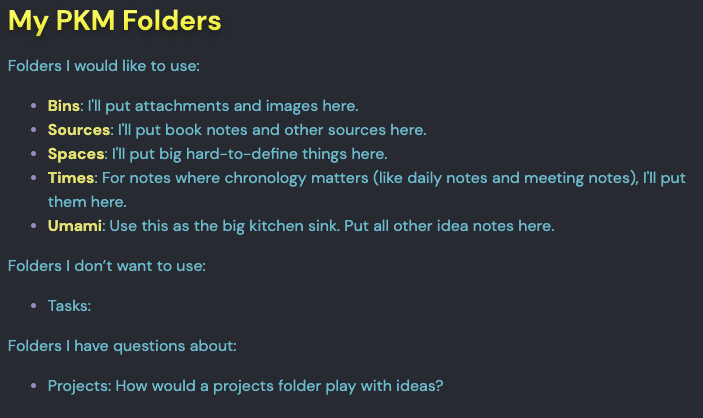 My PKM Folders
Folders I would like to use:
Bins: I'll put attachments and images here.
Sources: I'll put book notes and other sources here.
Spaces: I'll put big hard-to-define things here.
Times: For notes where chronology matters (like daily notes and meeting notes), I'll put
them here.
Umami: Use this as the big kitchen sink. Put all other idea notes here.
Folders I don’t want to use:
Tasks:
Folders I have questions about:
Projects: How would a projects folder play with ideas?